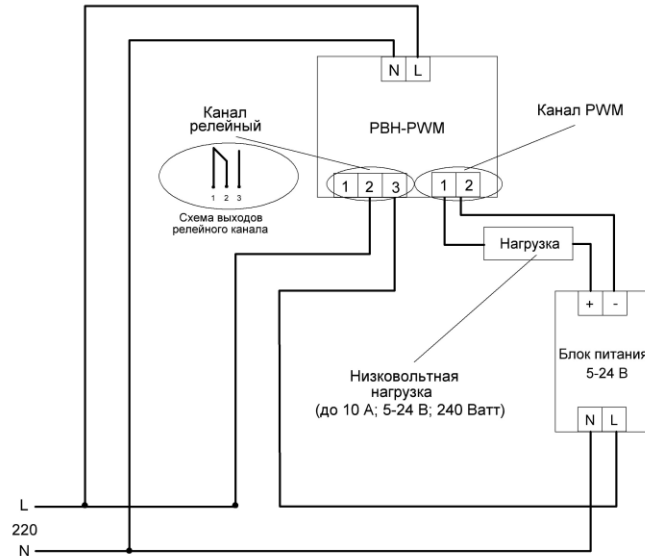 N L
Канал
релейный
PBH-PWM
Канал PWM
1 2 3
1 2
1 2 3
Схема выходов
релейного канала
Нагрузка
+ -
Блок питания
5-24 В
Низковольтная
нагрузка
(до 10 А; 5-24 В; 240 Ватт)
N L
L
220
N